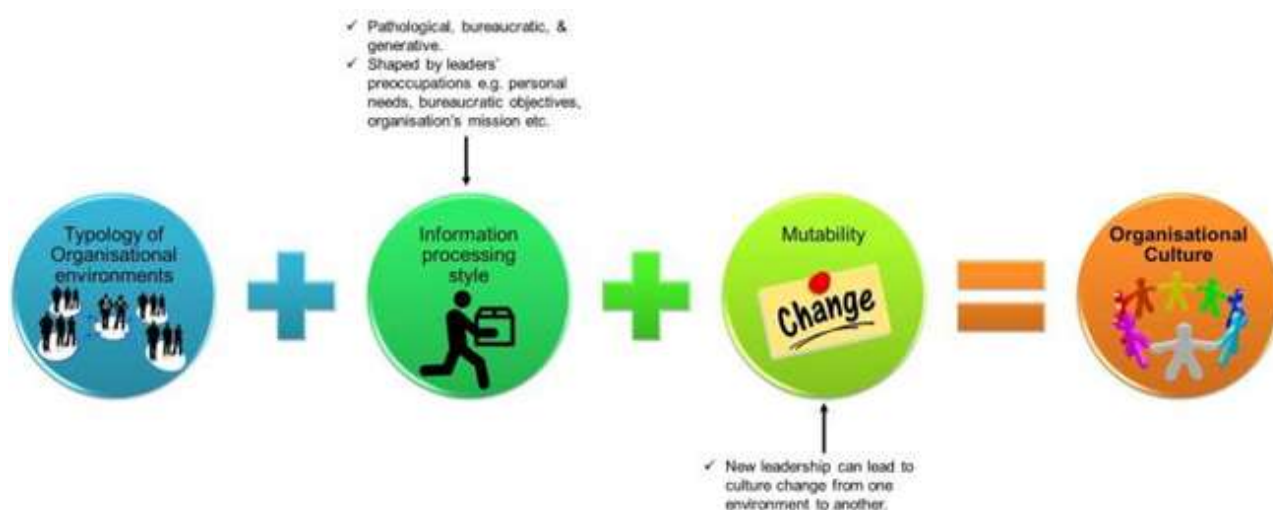 ✓ Pathological, bureaucratic, &
generative.
✓ Shaped by leaders'
preoccupations e.g. personal
needs, bureaucratic objectives,
organisation's mission etc.
Typology of
Organisational
environments
Information
processing
style
Mutability
Change
Organisational
Culture
✓ New leadership can lead to
culture change from one
environment to another.